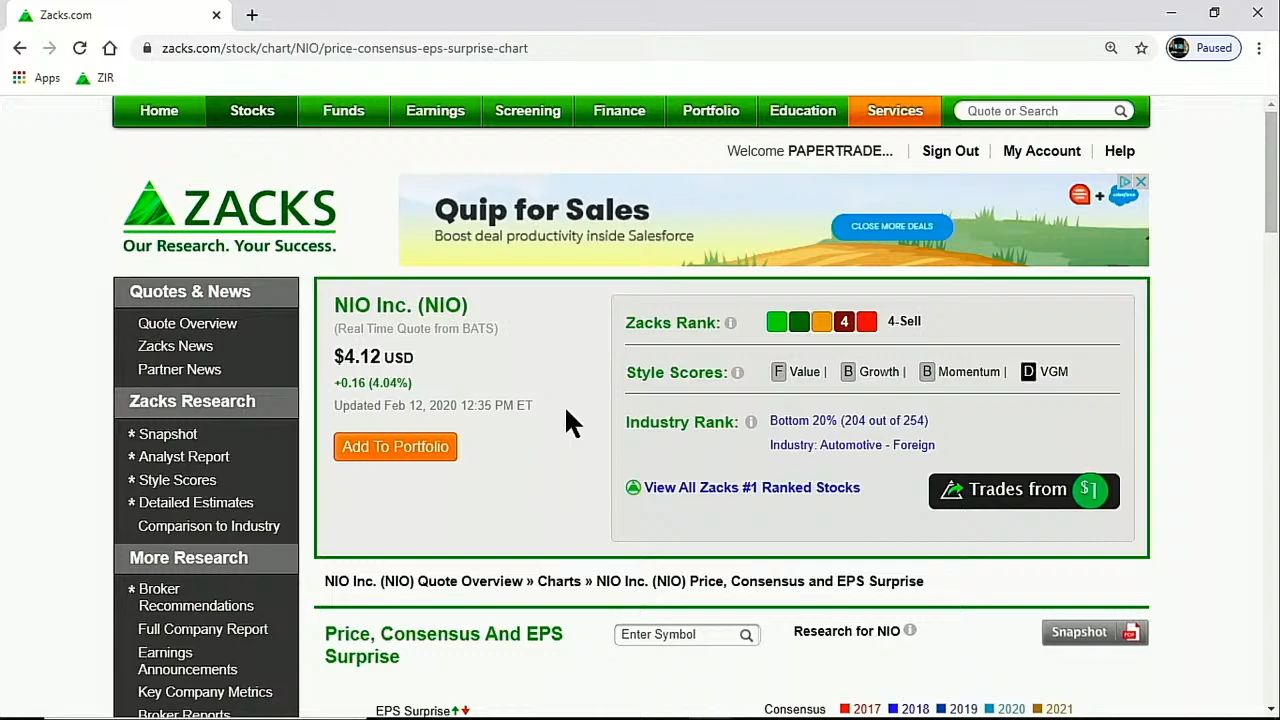 Zacks.com
zacks.com/stock/chart/NIO/price-consensus-eps-surprise-chart
Paused
Apps
ZIR
Home
Stocks
Funds
Earnings
Screening
Finance
Portfolio
Education
Services
Quote or Search
Welcome PAPERTRADE...
Sign Out
My Account
Help
ZACKS
Our Research. Your Success.
Quip for Sales
Boost deal productivity inside Salesforce
CLOSE MORE DEALS
+
salesforce
Quotes & News
Quote Overview
Zacks News
Partner News
Zacks Research
* Snapshot
* Analyst Report
* Style Scores
* Detailed Estimates
Comparison to Industry
More Research
* Broker
Recommendations
Full Company Report
Earnings
Announcements
Key Company Metrics
Broker Reports
NIO Inc. (NIO)
(Real Time Quote from BATS)
$4.12 USD
+0.16 (4.04%)
Updated Feb 12, 2020 12:35 PM ET
Add To Portfolio
Zacks Rank:
4
4-Sell
Style Scores:
F Value | B Growth | B Momentum | D VGM
Industry Rank:
Bottom 20% (204 out of 254)
Industry: Automotive - Foreign
View All Zacks #1 Ranked Stocks
Trades from $1
NIO Inc. (NIO) Quote Overview » Charts » NIO Inc. (NIO) Price, Consensus and EPS Surprise
Price, Consensus And EPS
Surprise
Enter Symbol
Research for NIO
Snapshot
EPS Surprise
Consensus 2017 2018 2019 2020 2021